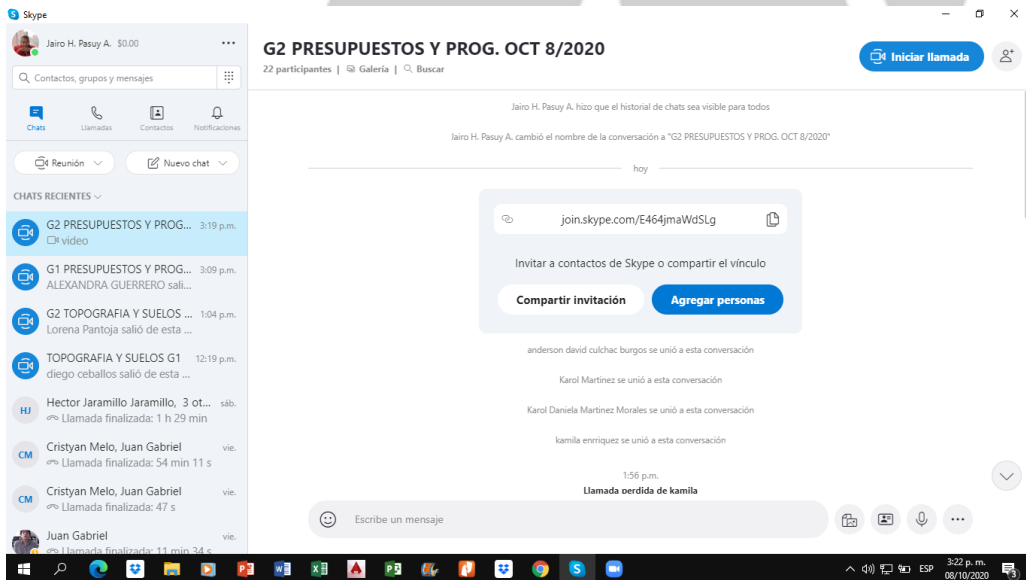 Skype
Jairo H. Pasuy A. $0.00
Contactos, grupos y mensajes
Chats
Llamadas
Contactos
Notificaciones
Reunión
Nuevo chat
CHATS RECIENTES
G2 PRESUPUESTOS Y PROG... 3:19 p.m.
video
G1 PRESUPUESTOS Y PROG... 3:09 p.m.
ALEXANDRA GUERRERO sali...
G2 TOPOGRAFIA Y SUELOS ... 1:04 p.m.
Lorena Pantoja salió de esta ...
TOPOGRAFIA Y SUELOS G1 12:19 p.m.
diego ceballos salió de esta ...
HJ
Hector Jaramillo Jaramillo, 3 ot... sáb.
Llamada finalizada: 1 h 29 min
CM
Cristyan Melo, Juan Gabriel vie.
Llamada finalizada: 54 min 11 s
CM
Cristyan Melo, Juan Gabriel vie.
Llamada finalizada: 47 s
Juan Gabriel vie.
Llamada finalizada: 11 min 34 s
G2 PRESUPUESTOS Y PROG. OCT 8/2020
22 participantes | Galería | Buscar
Iniciar llamada
Jairo H. Pasuy A. hizo que el historial de chats sea visible para todos
Jairo H. Pasuy A. cambió el nombre de la conversación a "G2 PRESUPUESTOS Y PROG. OCT 8/2020"
hoy
join.skype.com/E464jmaWdSLg
Invitar a contactos de Skype o compartir el vínculo
Compartir invitación
Agregar personas
anderson david culchac burgos se unió a esta conversación
Karol Martinez se unió a esta conversación
Karol Daniela Martinez Morales se unió a esta conversación
kamila enrriquez se unió a esta conversación
1:56 p.m.
Llamada perdida de kamila
Escribe un mensaje
ESP
3:22 p. m.
08/10/2020
3